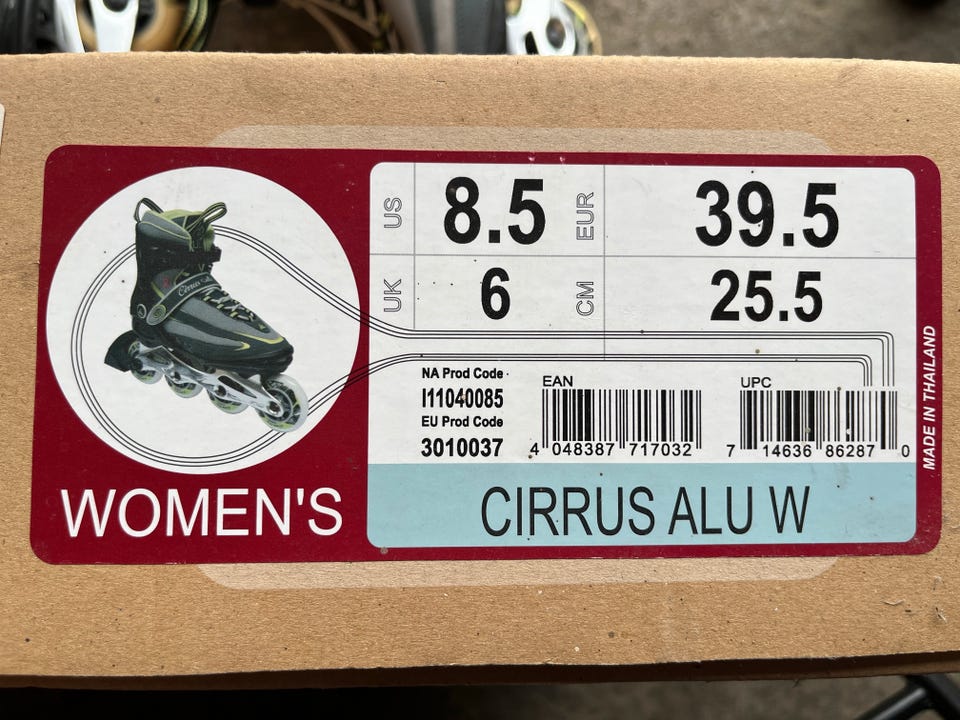 US 8.5 EUR 39.5
UK 6 CM 25.5
NA Prod Code
I11040085
EU Prod Code
3010037
EAN
4 048387 717032
UPC
7 14636 86287 0
MADE IN THAILAND
WOMEN'S
CIRRUS ALU W
Cirrus